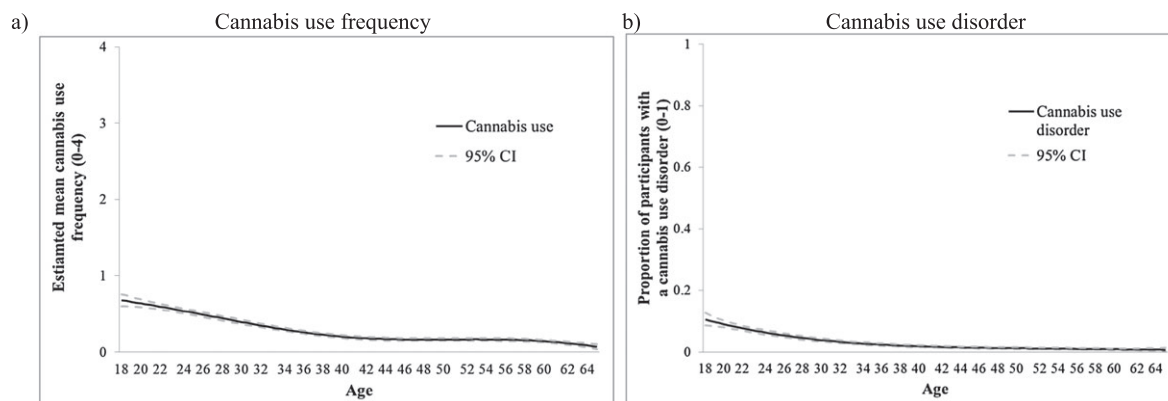 a) Cannabis use frequency
Estiamted mean cannabis use
frequency (0-4)
4
3
2
1
0
Cannabis use
95% CI
18 20 22 24 26 28 30 32 34 36 38 40 42 44 46 48 50 52 54 56 58 60 62 64
Age
b) Cannabis use disorder
Proportion of participants with
a cannabis use disorder (0-1)
1
0.8
0.6
0.4
0.2
0
Cannabis use
disorder
95% CI
18 20 22 24 26 28 30 32 34 36 38 40 42 44 46 48 50 52 54 56 58 60 62 64
Age